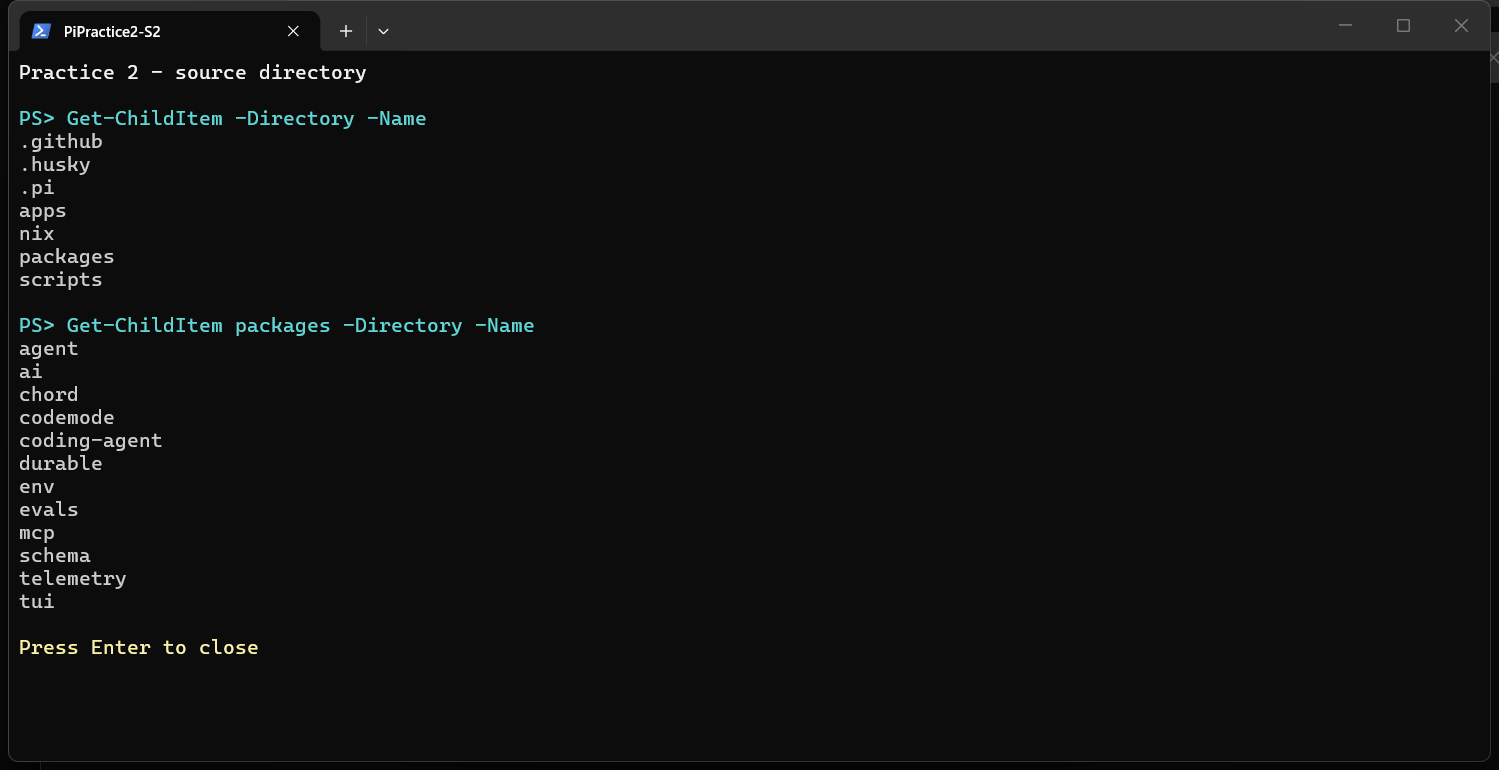 PiPractice2-S2
Practice 2 - source directory
PS> Get-ChildItem -Directory -Name
.github
.husky
.pi
apps
nix
packages
scripts
PS> Get-ChildItem packages -Directory -Name
agent
ai
chord
codemode
coding-agent
durable
env
evals
mcp
schema
telemetry
tui
Press Enter to close